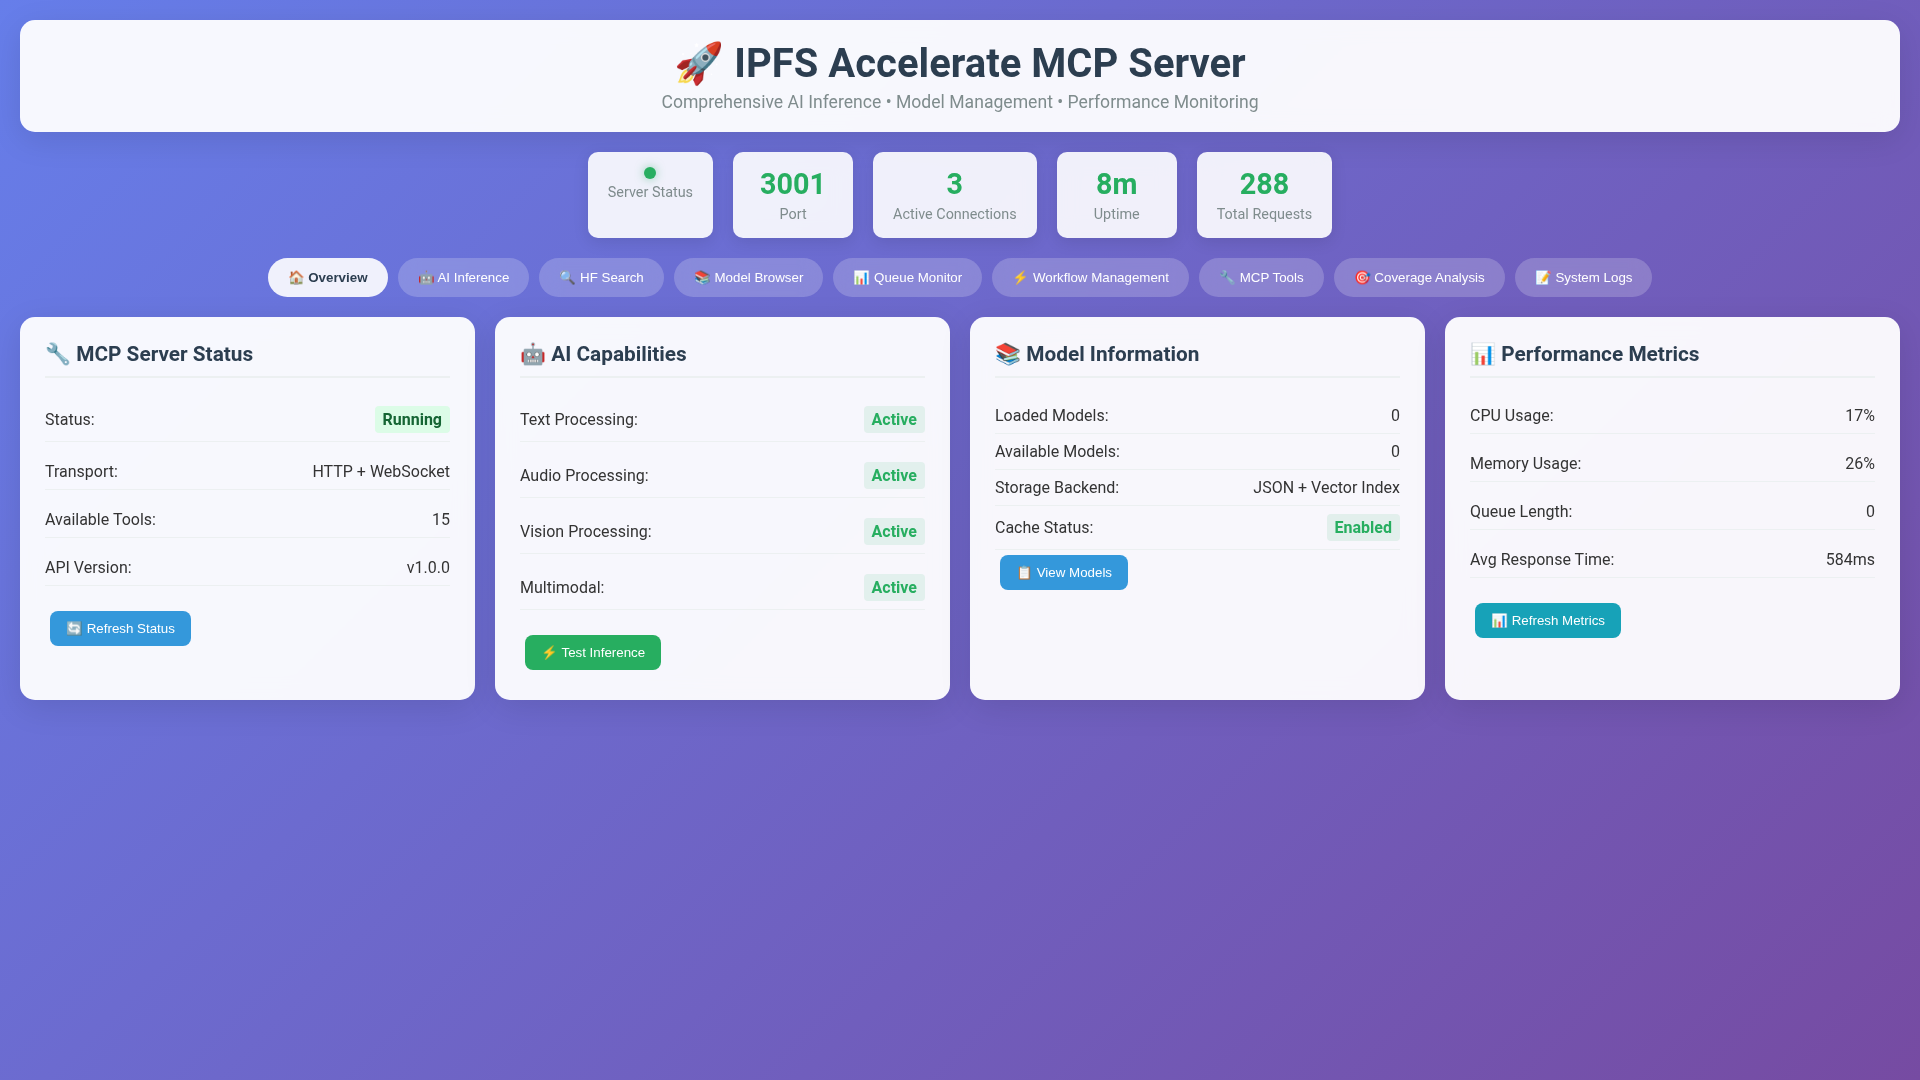 🚀 IPFS Accelerate MCP Server
Comprehensive AI Inference • Model Management • Performance Monitoring
Server Status
3001
Port
3
Active Connections
8m
Uptime
288
Total Requests
🏠 Overview
🤖 AI Inference
🔍 HF Search
📚 Model Browser
📊 Queue Monitor
⚡ Workflow Management
🔧 MCP Tools
🎯 Coverage Analysis
📝 System Logs
🔧 MCP Server Status
Status: Running
Transport: HTTP + WebSocket
Available Tools: 15
API Version: v1.0.0
🔄 Refresh Status
🤖 AI Capabilities
Text Processing: Active
Audio Processing: Active
Vision Processing: Active
Multimodal: Active
⚡ Test Inference
📚 Model Information
Loaded Models: 0
Available Models: 0
Storage Backend: JSON + Vector Index
Cache Status: Enabled
📋 View Models
📊 Performance Metrics
CPU Usage: 17%
Memory Usage: 26%
Queue Length: 0
Avg Response Time: 584ms
📊 Refresh Metrics